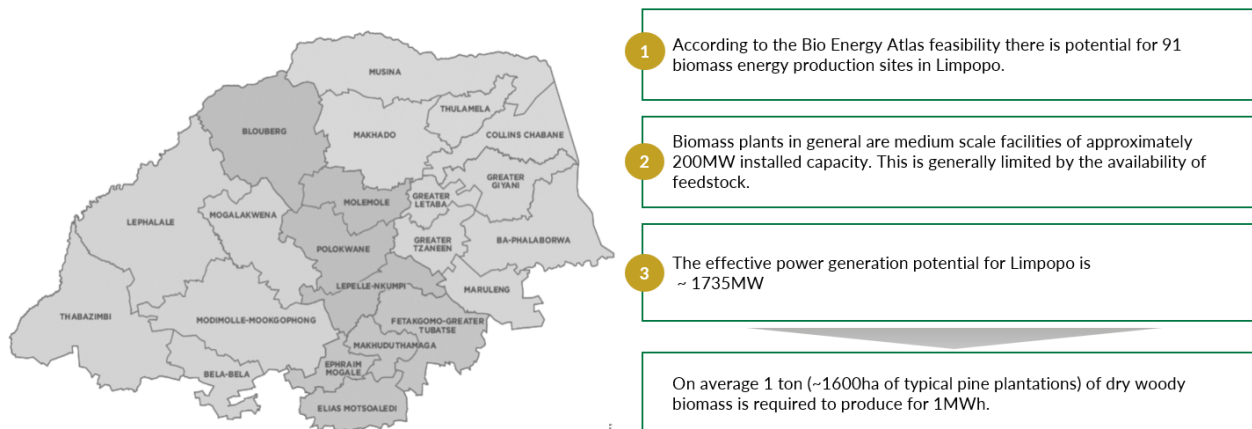 MUSINA
THULAMELA
BLOUBERG
MAKHADO
COLLINS CHABANE
GREATER
GIYANI
MOLEMOLE
GREATER
LETABA
LEPHALALE
MOGALAKWENA
POLOKWANE
GREATER
TZANEEN
BA-PHALABORWA
LEPELLE-NKUMPI
MARULENG
THABAZIMBI
MODIMOLLE-MOOKGOPHONG
FETAKGOMO-GREATER
TUBATSE
MAKHUDUTHAMAGA
EPHRAIM
MOGALE
BELA-BELA
ELIAS MOTSOALEDI
1
According to the Bio Energy Atlas feasibility there is potential for 91
biomass energy production sites in Limpopo.
2
Biomass plants in general are medium scale facilities of approximately
200MW installed capacity. This is generally limited by the availability of
feedstock.
3
The effective power generation potential for Limpopo is
~ 1735MW
On average 1 ton (~1600ha of typical pine plantations) of dry woody
biomass is required to produce for 1MWh.